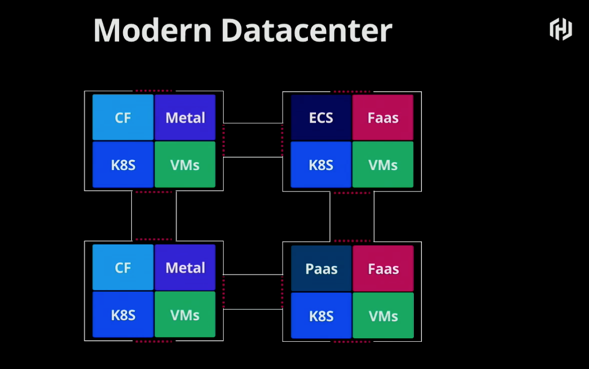 Modern Datacenter
CF Metal
K8S VMs
ECS Faas
K8S VMs
CF Metal
K8S VMs
Paas Faas
K8S VMs